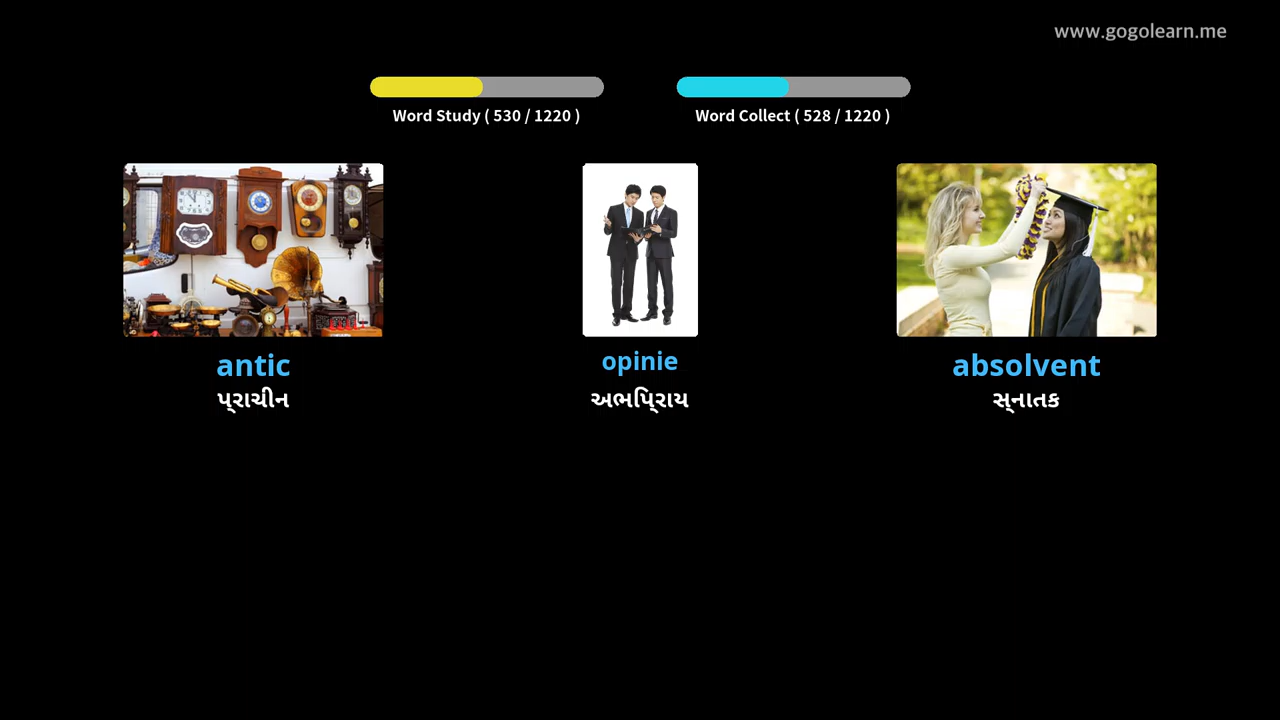 www.gogolearn.me
Word Study ( 530 / 1220 )
Word Collect ( 528 / 1220 )
antic
પ્રાચીન
opinie
અભિપ્રાય
absolvent
સ્નાતક